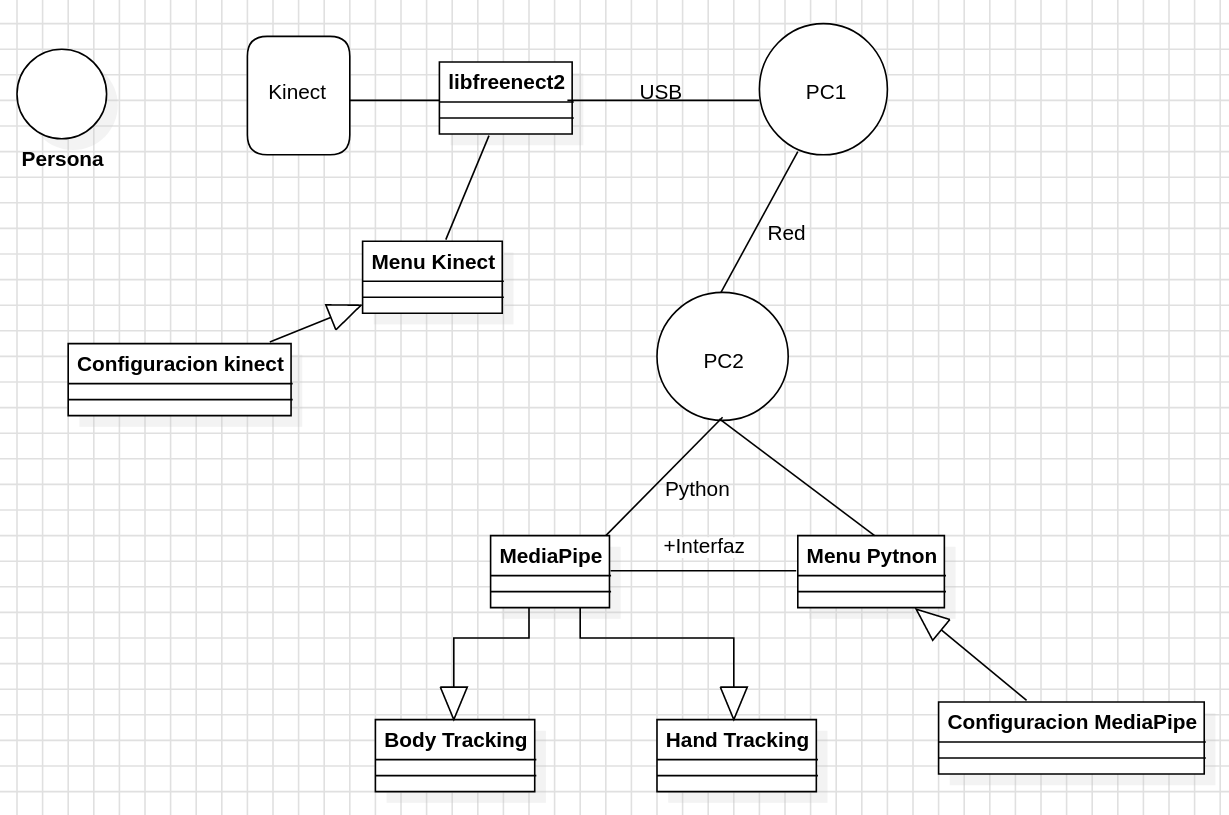 Kinect
libfreenect2
USB
PC1
Persona
Red
Menu Kinect
Configuracion kinect
PC2
Python
+Interfaz
MediaPipe
Menu Pytnon
Body Tracking
Hand Tracking
Configuracion MediaPipe